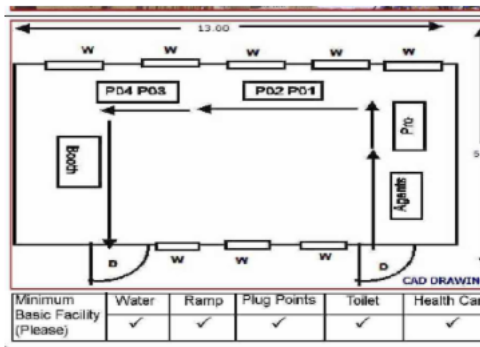 13.00
W W W W W
P04 P03 P02 P01
Pro
Booth
Agents
D W W W D
CAD DRAWIN
Minimum Basic Facility (Please) Water Ramp Plug Points Toilet Health Car
✓ ✓ ✓ ✓ ✓